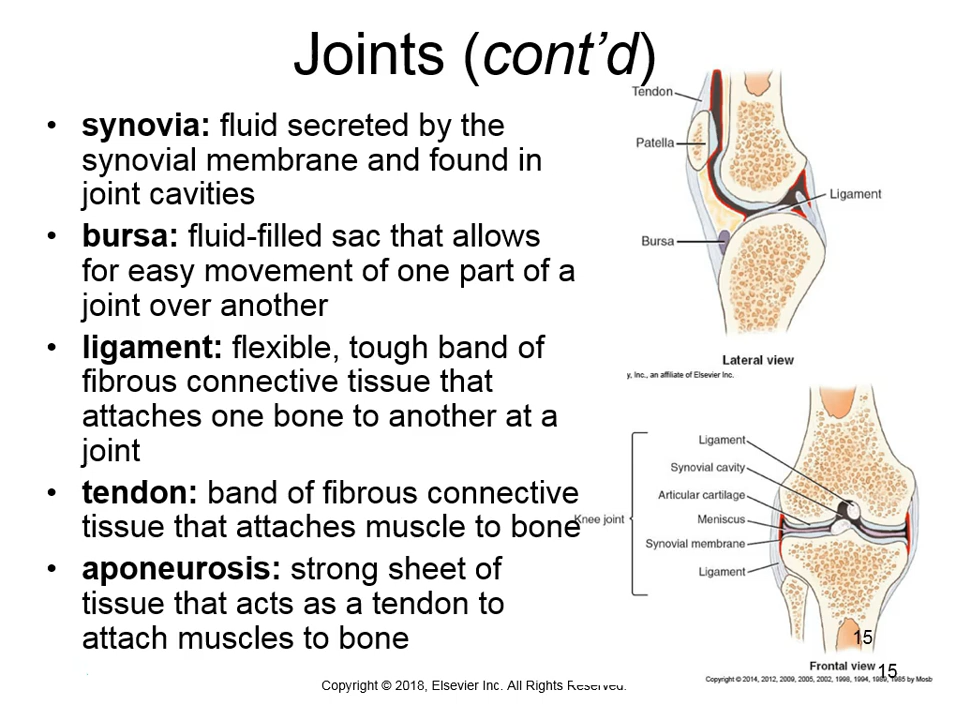 Joints (cont’d)
• synovia: fluid secreted by the
synovial membrane and found in
joint cavities
• bursa: fluid-filled sac that allows
for easy movement of one part of a
joint over another
• ligament: flexible, tough band of
fibrous connective tissue that
attaches one bone to another at a
joint
• tendon: band of fibrous connective
tissue that attaches muscle to bone
• aponeurosis: strong sheet of
tissue that acts as a tendon to
attach muscles to bone
Tendon
Patella
Ligament
Bursa
Lateral view
y, Inc., an affiliate of Elsevier Inc.
Ligament
Synovial cavity
Articular cartilage
Knee joint
Meniscus
Synovial membrane
Ligament
15
Frontal view
15
Copyright © 2014, 2012, 2009, 2005, 2002, 1998, 1994, 1989, 1985 by Mosb
Copyright © 2018, Elsevier Inc. All Rights Reserved.